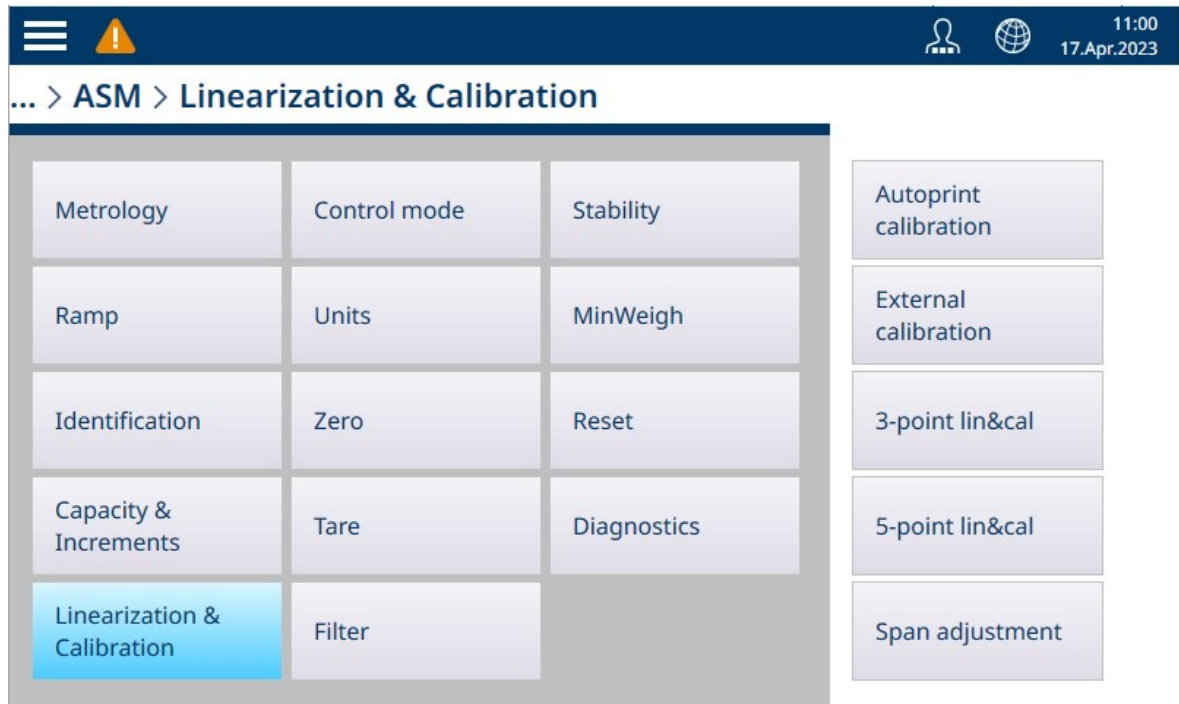 11:00
17.Apr.2023
... > ASM > Linearization & Calibration
Metrology
Control mode
Stability
Autoprint
calibration
Ramp
Units
MinWeigh
External
calibration
Identification
Zero
Reset
3-point lin&cal
Capacity &
Increments
Tare
Diagnostics
5-point lin&cal
Linearization &
Calibration
Filter
Span adjustment